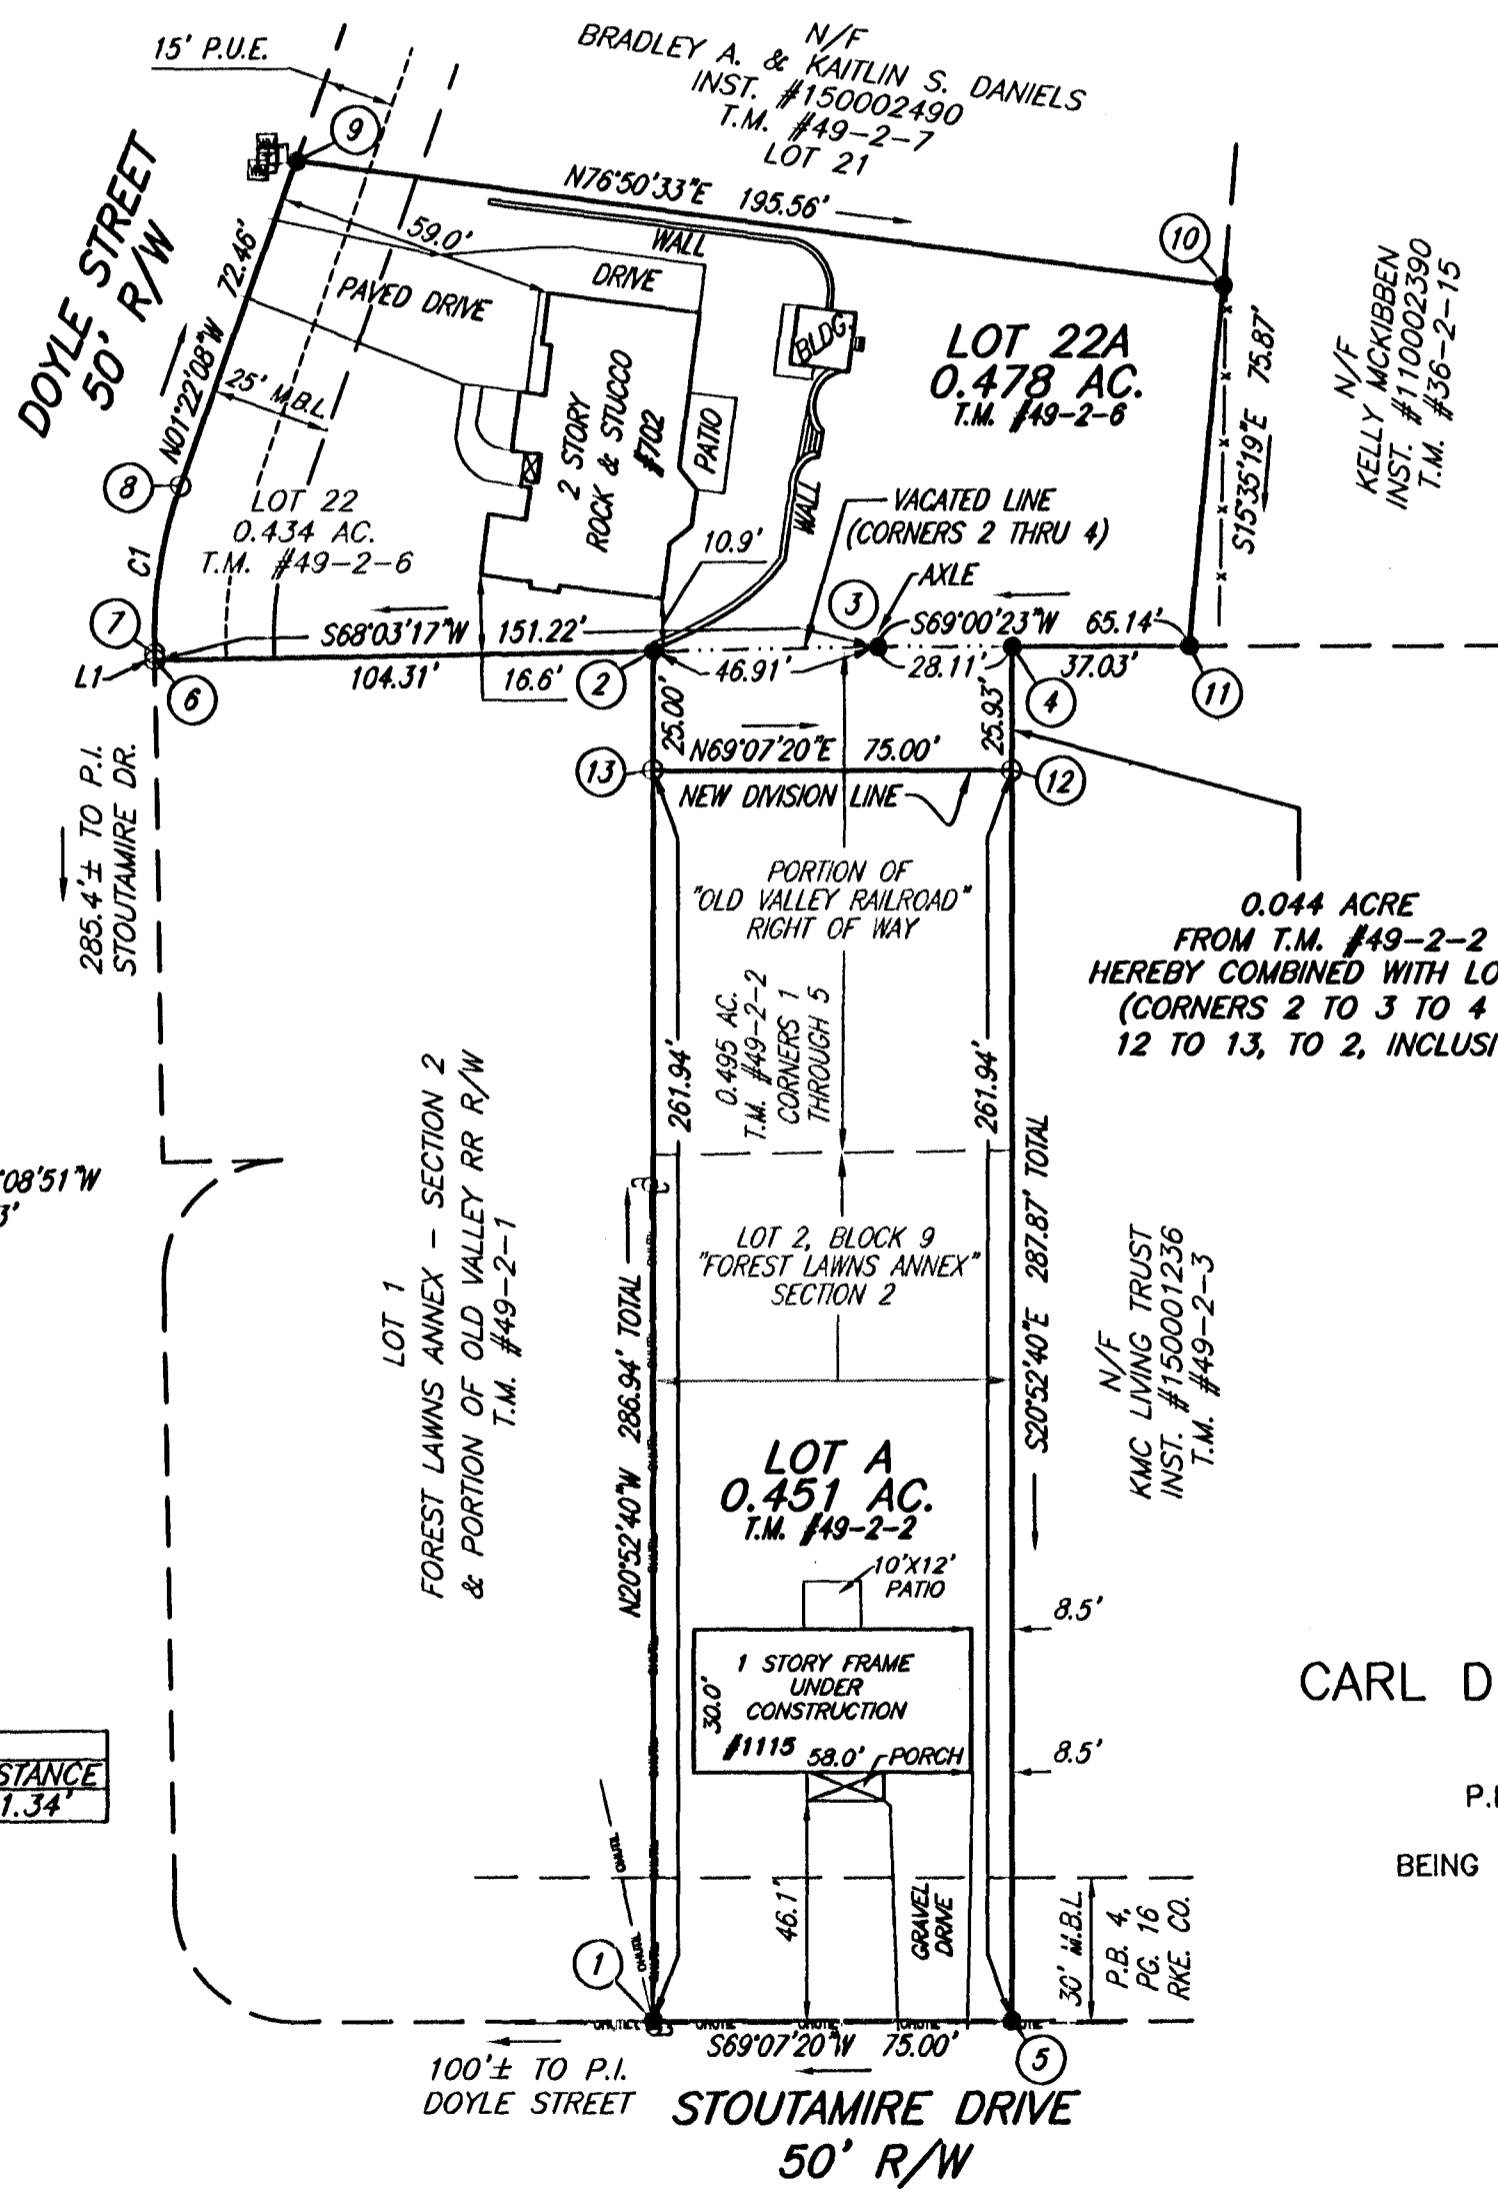 15' P.U.E.
N/F
BRADLEY A. & KAITLIN S. DANIELS
INST. #150002490
T.M. #49-2-7
LOT 21
9
DOYLE STREET
50' R/W
N76°50'33"E 195.56'
10
59.0'
WALL
DRIVE
PAVED DRIVE
N01°22'08"W 72.46'
25' M.B.L.
BLDG.
LOT 22A
0.478 AC.
T.M. #49-2-6
S15°35'19"E 75.87'
N/F
KELLY MCKIBBEN
INST. #110002390
T.M. #36-2-15
2 STORY
ROCK & STUCCO
#702
PATIO
WALL
8
LOT 22
0.434 AC.
T.M. #49-2-6
C1
10.9'
VACATED LINE
(CORNERS 2 THRU 4)
3
AXLE
7
S68°03'17"W 151.22'
S69°00'23"W 65.14'
L1
6
104.31'
16.6'
2
46.91'
28.11'
4
37.03'
11
25.00'
25.93'
N69°07'20"E 75.00'
13
12
NEW DIVISION LINE
285.4'± TO P.I.
STOUTAMIRE DR.
PORTION OF
"OLD VALLEY RAILROAD"
RIGHT OF WAY
0.044 ACRE
FROM T.M. #49-2-2
HEREBY COMBINED WITH LO
(CORNERS 2 TO 3 TO 4
12 TO 13, TO 2, INCLUSI
0.495 AC.
T.M. #49-2-2
CORNERS 1
THROUGH 5
261.94'
261.94'
°08'51"W
3'
LOT 1
FOREST LAWNS ANNEX - SECTION 2
& PORTION OF OLD VALLEY RR R/W
T.M. #49-2-1
N20°52'40"W 286.94' TOTAL
S20°52'40"E 287.87' TOTAL
LOT 2, BLOCK 9
"FOREST LAWNS ANNEX"
SECTION 2
N/F
KMC LIVING TRUST
INST. #150001236
T.M. #49-2-3
LOT A
0.451 AC.
T.M. #49-2-2
10'X12'
PATIO
8.5'
1 STORY FRAME
UNDER
CONSTRUCTION
30.0'
#1115
58.0'
PORCH
8.5'
CARL D
STANCE
1.34'
P.
BEING
46.1'
GRAVEL
DRIVE
30' M.B.L.
P.B. 4,
PG. 16
RKE. CO.
1
S69°07'20"W 75.00'
5
100'± TO P.I.
DOYLE STREET
STOUTAMIRE DRIVE
50' R/W